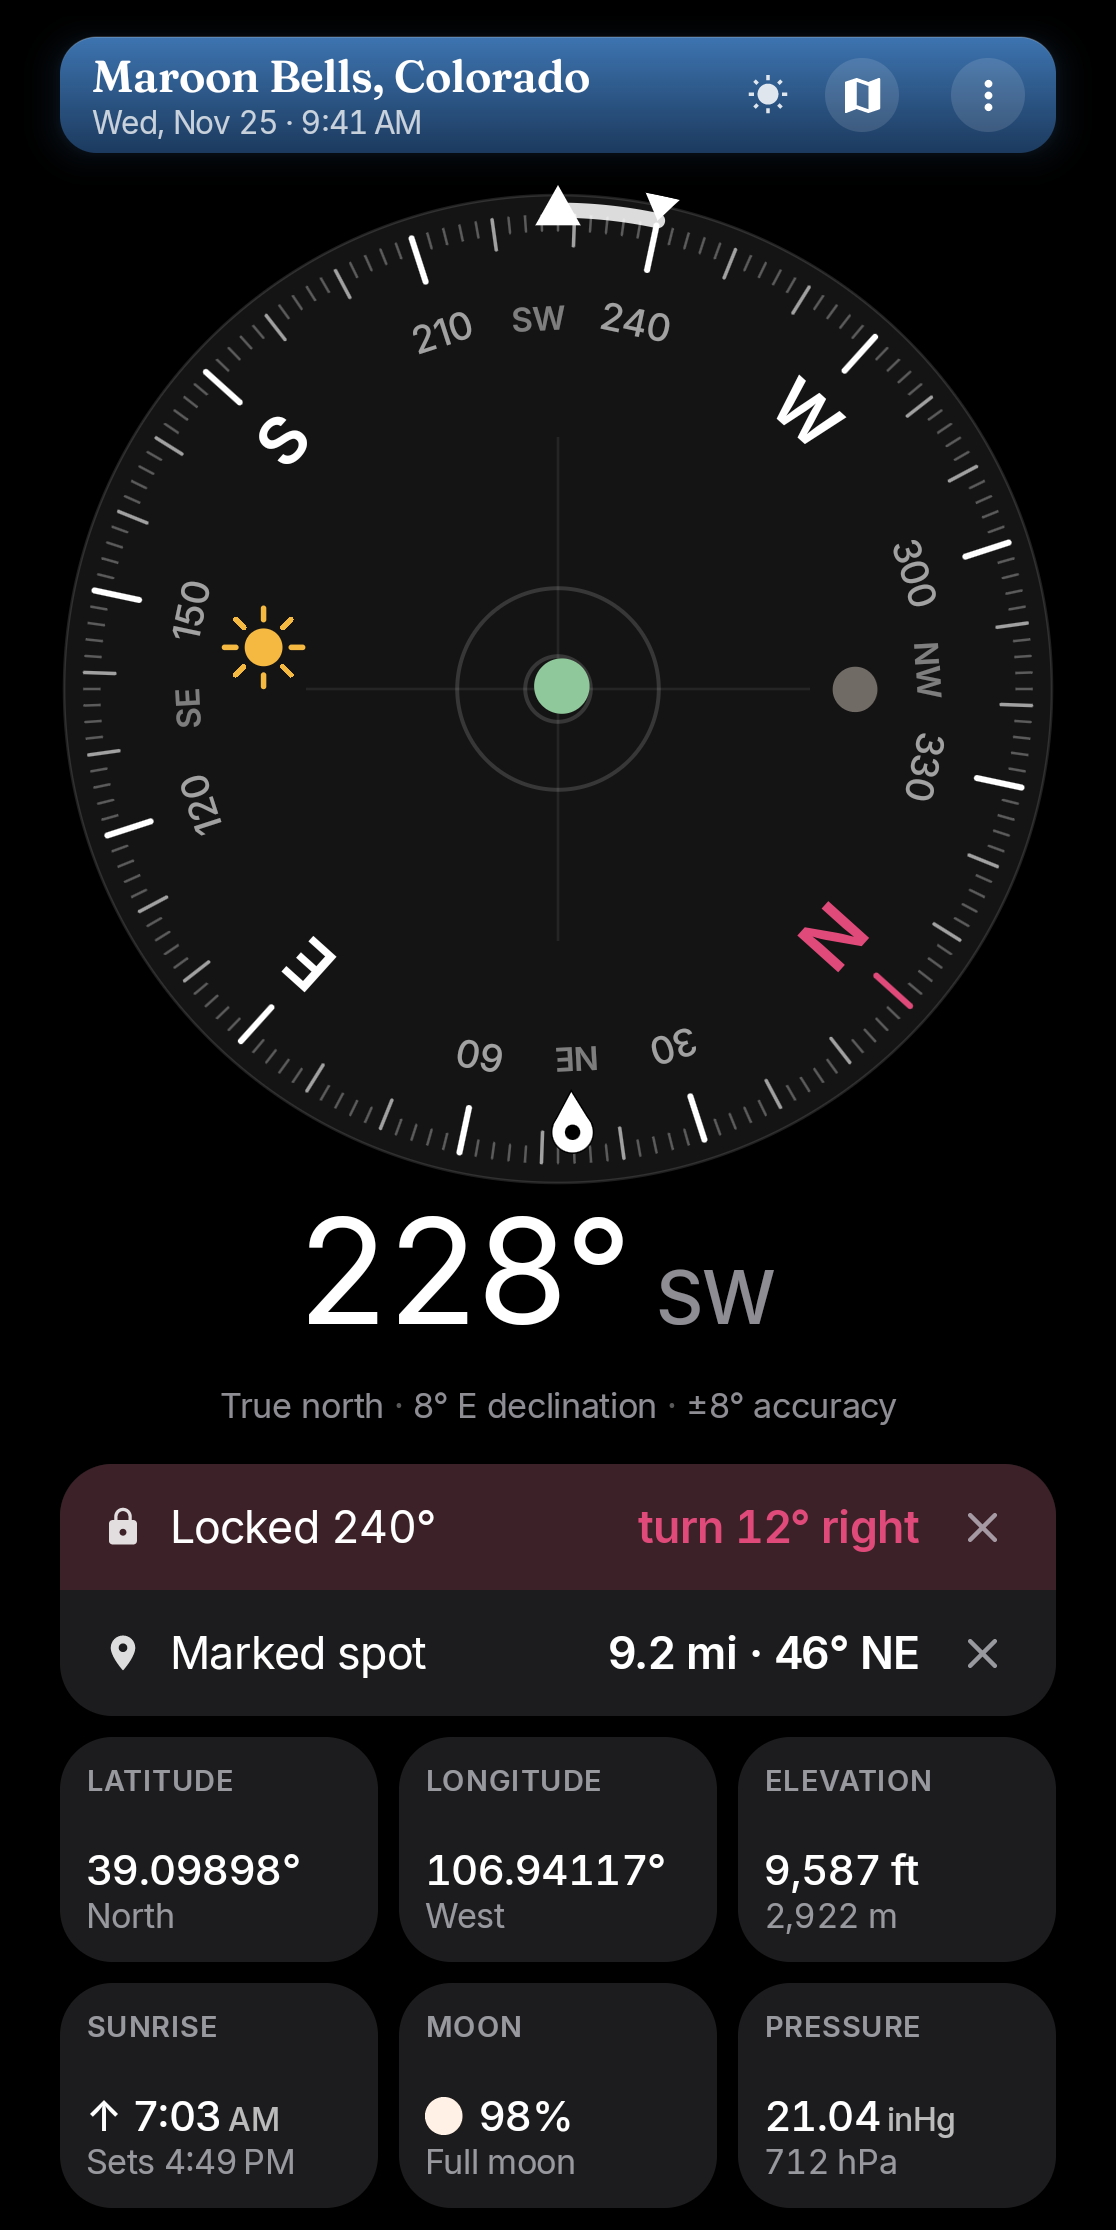 Maroon Bells, Colorado
Wed, Nov 25 · 9:41 AM
210 SW 240
S W
150 300
SE NW
120 330
E N
60 NE 30
228° SW
True north · 8° E declination · ±8° accuracy
Locked 240° turn 12° right
Marked spot 9.2 mi · 46° NE
LATITUDE LONGITUDE ELEVATION
39.09898° 106.94117° 9,587 ft
North West 2,922 m
SUNRISE MOON PRESSURE
↑ 7:03 AM 98% 21.04 inHg
Sets 4:49 PM Full moon 712 hPa